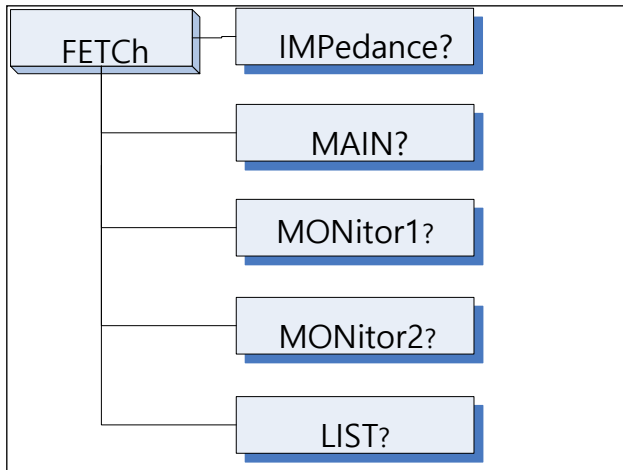 FETCh
IMPedance?
MAIN?
MONitor1?
MONitor2?
LIST?